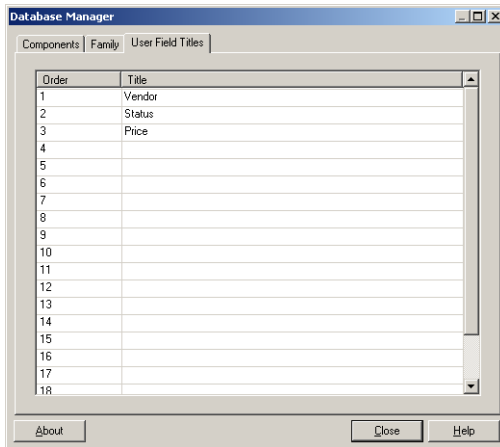 Database Manager
Components Family User Field Titles
Order Title
1 Vendor
2 Status
3 Price
4
5
6
7
8
9
10
11
12
13
14
15
16
17
18
About Close Help